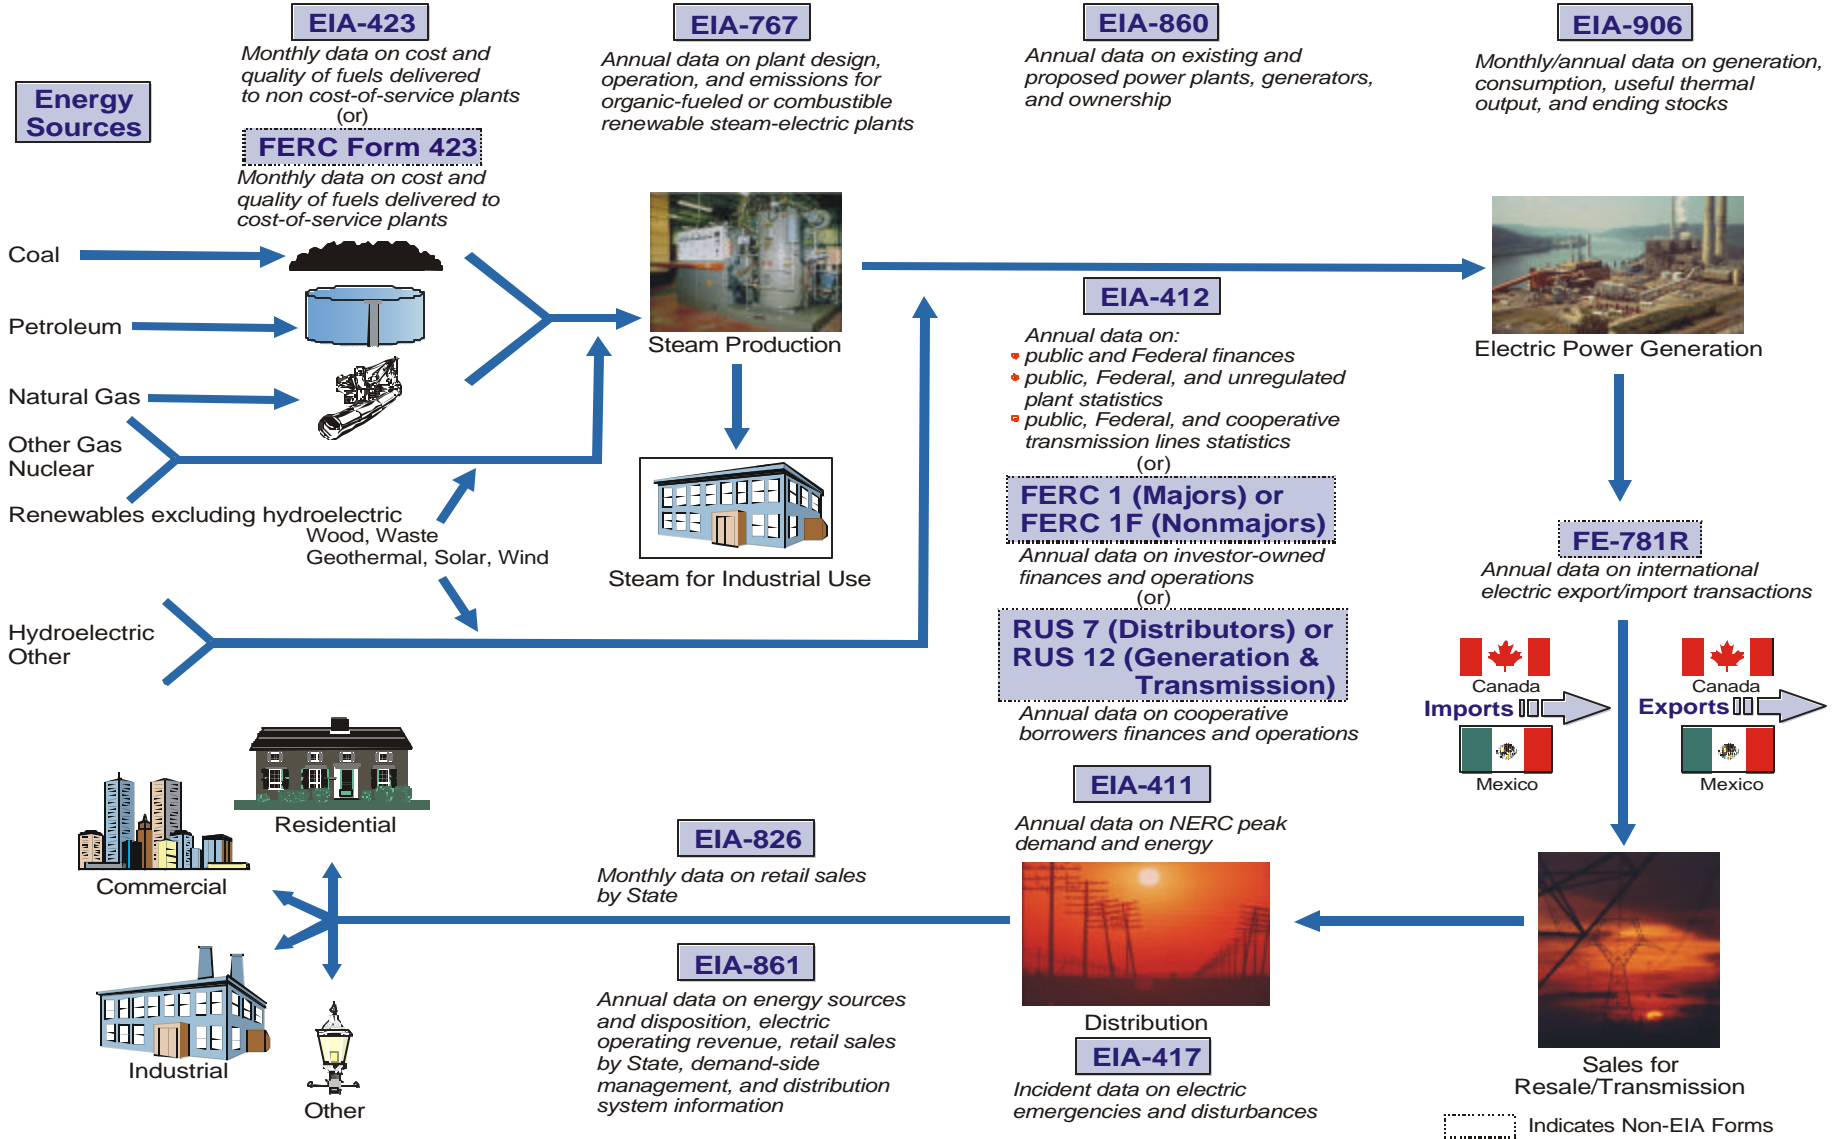 EIA-423
Monthly data on cost and
quality of fuels delivered
to non cost-of-service plants
(or)
FERC Form 423
Monthly data on cost and
quality of fuels delivered to
cost-of-service plants
EIA-767
Annual data on plant design,
operation, and emissions for
organic-fueled or combustible
renewable steam-electric plants
EIA-860
Annual data on existing and
proposed power plants, generators,
and ownership
EIA-906
Monthly/annual data on generation,
consumption, useful thermal
output, and ending stocks
Energy
Sources
Coal
Petroleum
Natural Gas
Other Gas
Nuclear
Renewables excluding hydroelectric
Wood, Waste
Geothermal, Solar, Wind
Hydroelectric
Other
Steam Production
Steam for Industrial Use
EIA-412
Annual data on:
public and Federal finances
public, Federal, and unregulated
plant statistics
public, Federal, and cooperative
transmission lines statistics
(or)
FERC 1 (Majors) or
FERC 1F (Nonmajors)
Annual data on investor-owned
finances and operations
(or)
RUS 7 (Distributors) or
RUS 12 (Generation &
Transmission)
Annual data on cooperative
borrowers finances and operations
Electric Power Generation
FE-781R
Annual data on international
electric export/import transactions
Canada
Imports
Mexico
Canada
Exports
Mexico
EIA-411
Annual data on NERC peak
demand and energy
Distribution
EIA-417
Incident data on electric
emergencies and disturbances
Sales for
Resale/Transmission
Indicates Non-EIA Forms
EIA-826
Monthly data on retail sales
by State
EIA-861
Annual data on energy sources
and disposition, electric
operating revenue, retail sales
by State, demand-side
management, and distribution
system information
Residential
Commercial
Industrial
Other